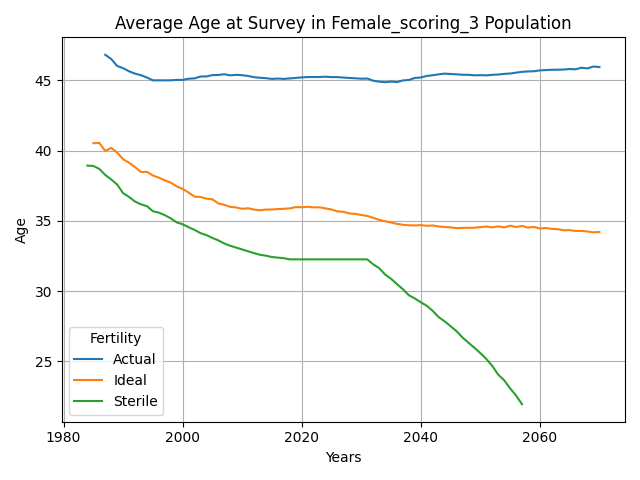 Average Age at Survey in Female_scoring_3 Population
Age
45
40
35
30
25
Fertility
Actual
Ideal
Sterile
1980
2000
2020
2040
2060
Years